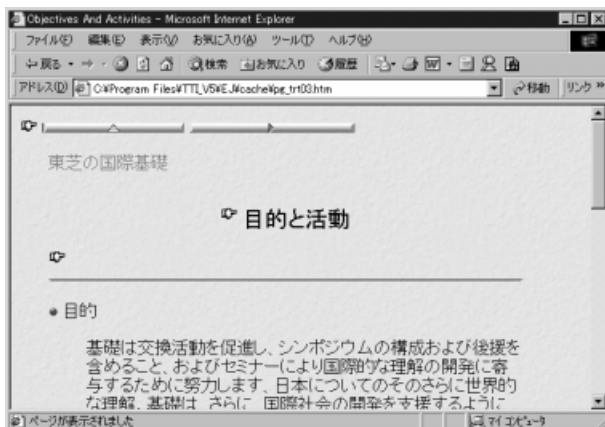 Objectives And Activities - Microsoft Internet Explorer
ファイル(F) 編集(E) 表示(V) お気に入り(A) ツール(T) ヘルプ(H)
戻る 検索 お気に入り 履歴
アドレス(D) C:¥Program Files¥TTI_V5¥EJ¥cache¥pg_trt03.htm 移動 リンク »
東芝の国際基礎
目的と活動
目的
基礎は交換活動を促進し、シンポジウムの構成および後援を
含めること、およびセミナーにより国際的な理解の開発に寄
与するために努力します、日本についてのそのさらに世界的
な理解、基礎は、さらに、国際社会の開発を支援するように
ページが表示されました マイ コンピュータ